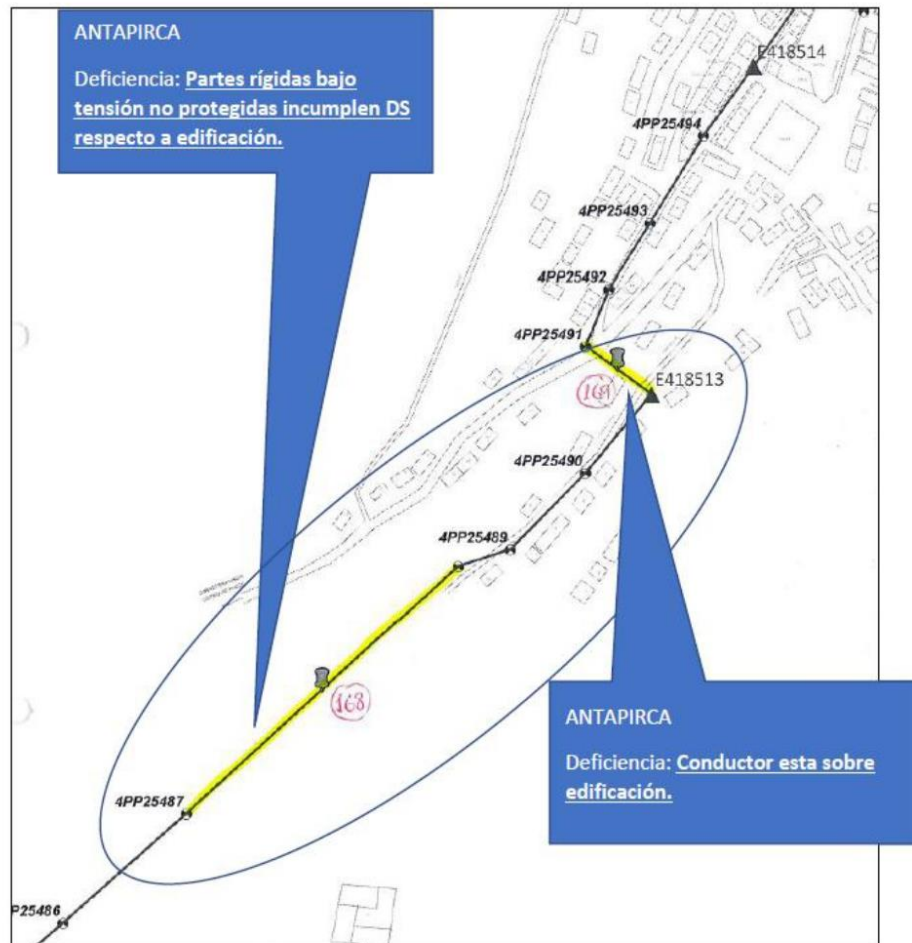 ANTAPIRCA
Deficiencia: Partes rígidas bajo
tensión no protegidas incumplen DS
respecto a edificación.
E418514
4PP25494
4PP25493
4PP25492
4PP25491
169
E418513
4PP25490
4PP25489
168
ANTAPIRCA
Deficiencia: Conductor esta sobre
edificación.
4PP25487
P25486